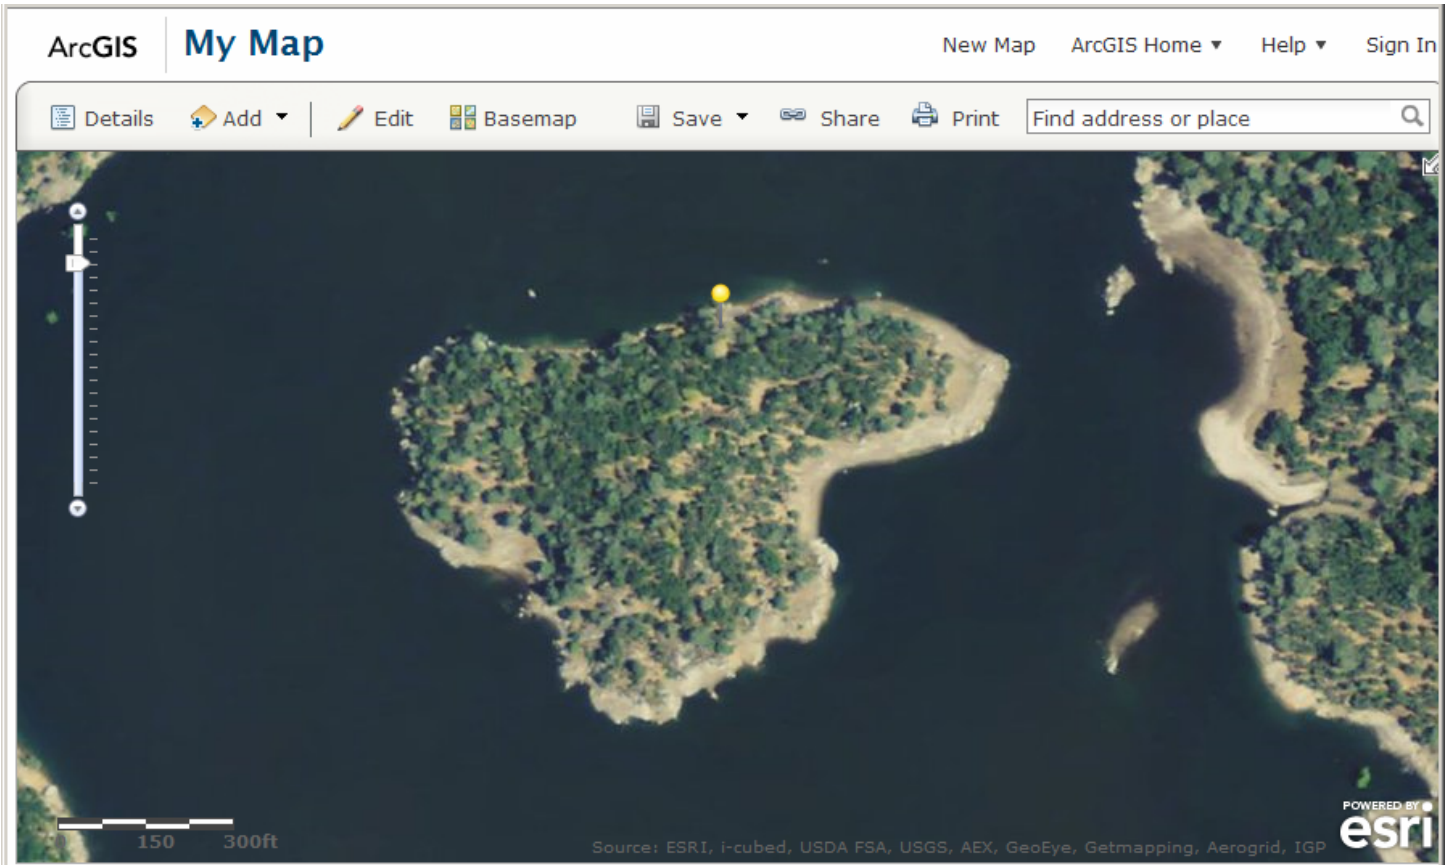 ArcGIS My Map New Map ArcGIS Home Help Sign In
Details Add Edit Basemap Save Share Print Find address or place
POWERED BY
esri
0 150 300ft
Source: ESRI, i-cubed, USDA FSA, USGS, AEX, GeoEye, Getmapping, Aerogrid, IGP